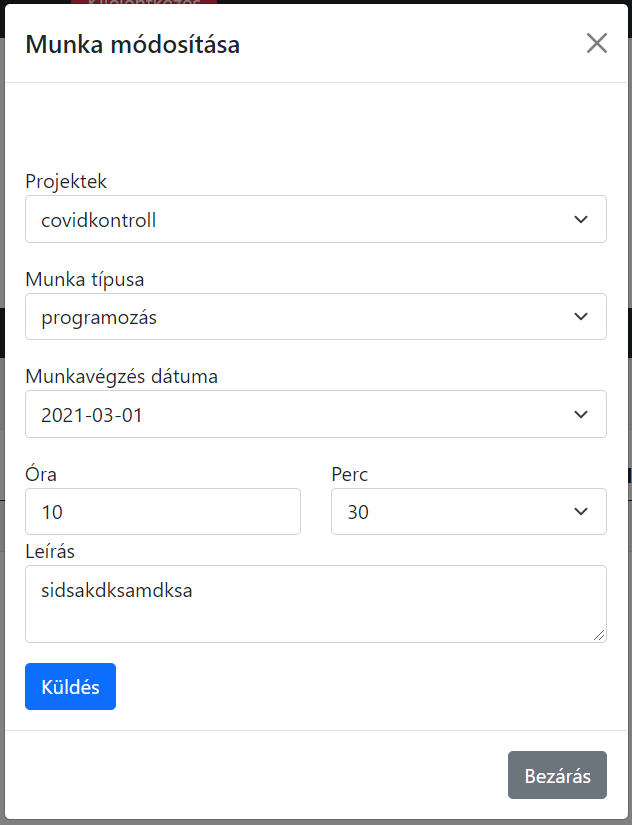 Kijelentkezés
Munka módosítása
Projektek
covidkontroll
Munka típusa
programozás
Munkavégzés dátuma
2021-03-01
Óra
Perc
10
30
Leírás
sidsakdksamdksa
Küldés
Bezárás